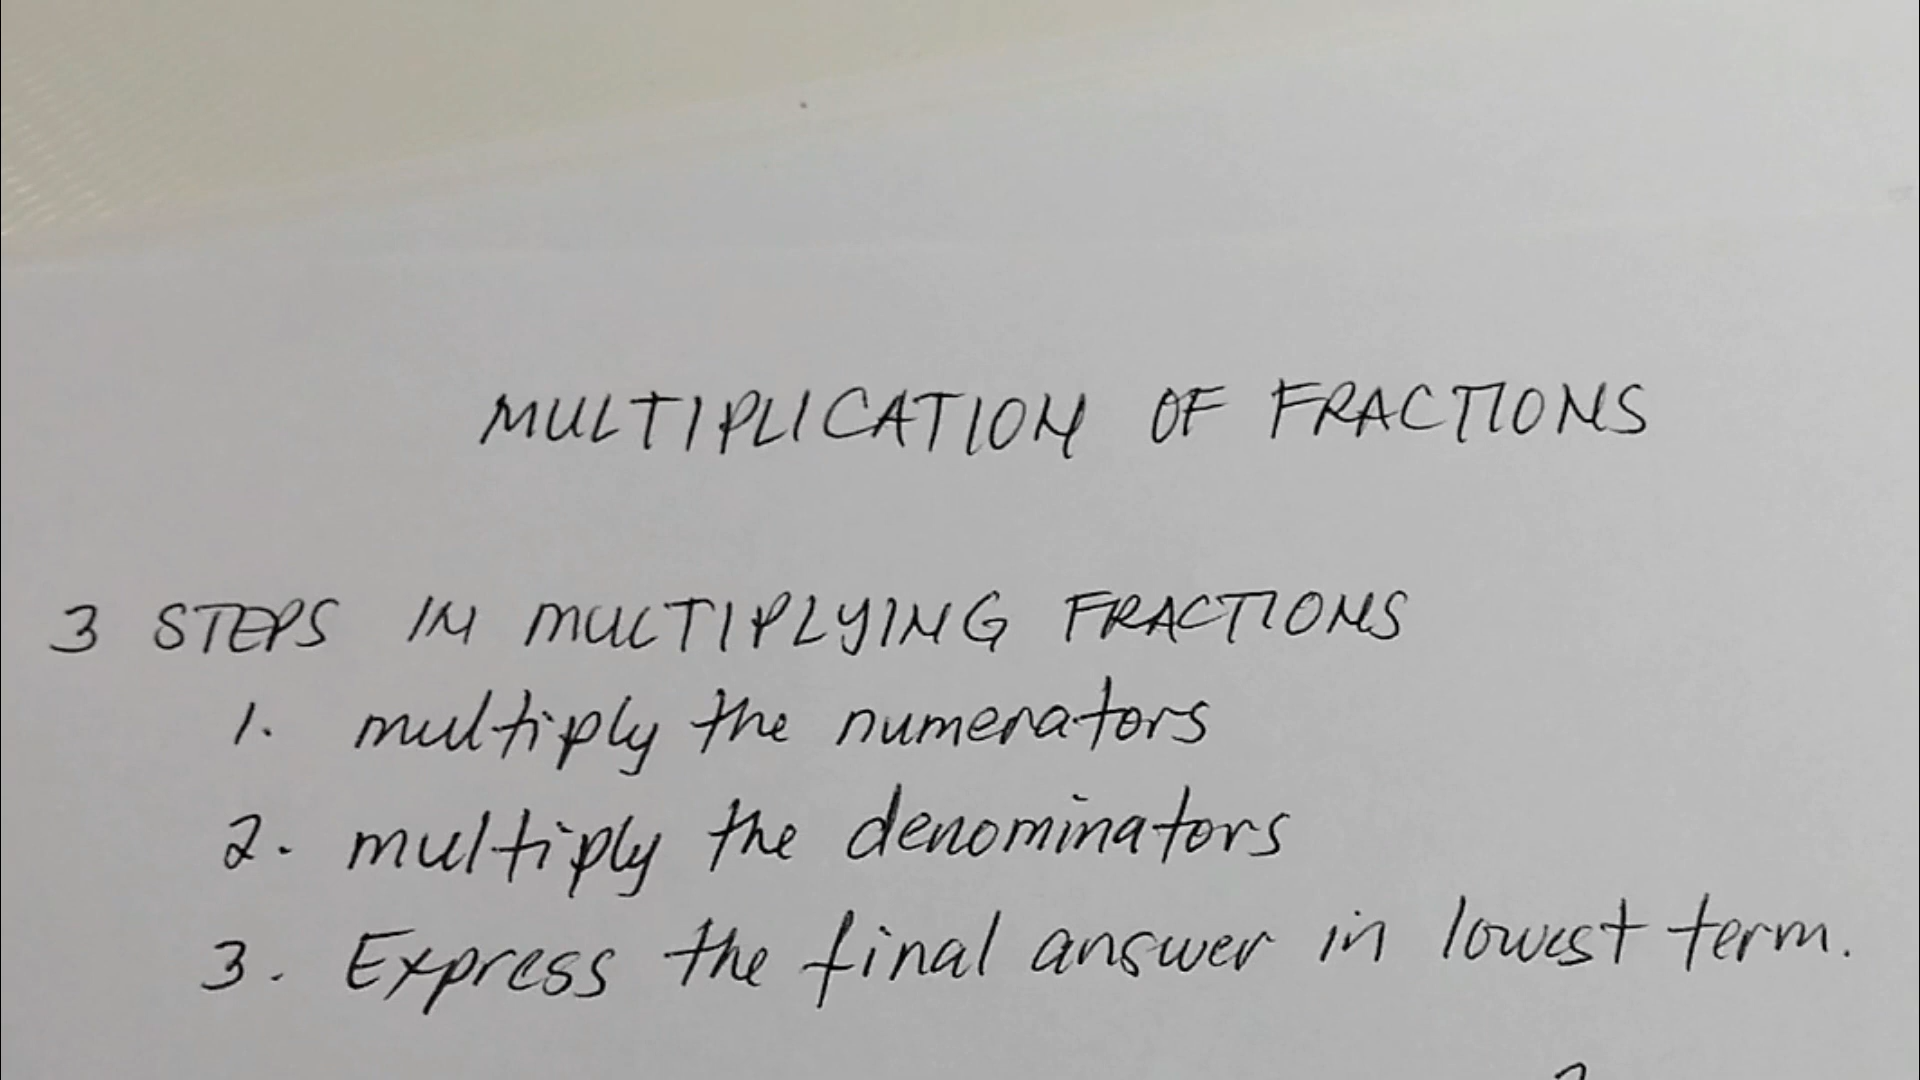 MULTIPLICATION OF FRACTIONS
3 STEPS IN MULTIPLYING FRACTIONS
1. multiply the numerators
2. multiply the denominators
3. Express the final answer in lowest term.